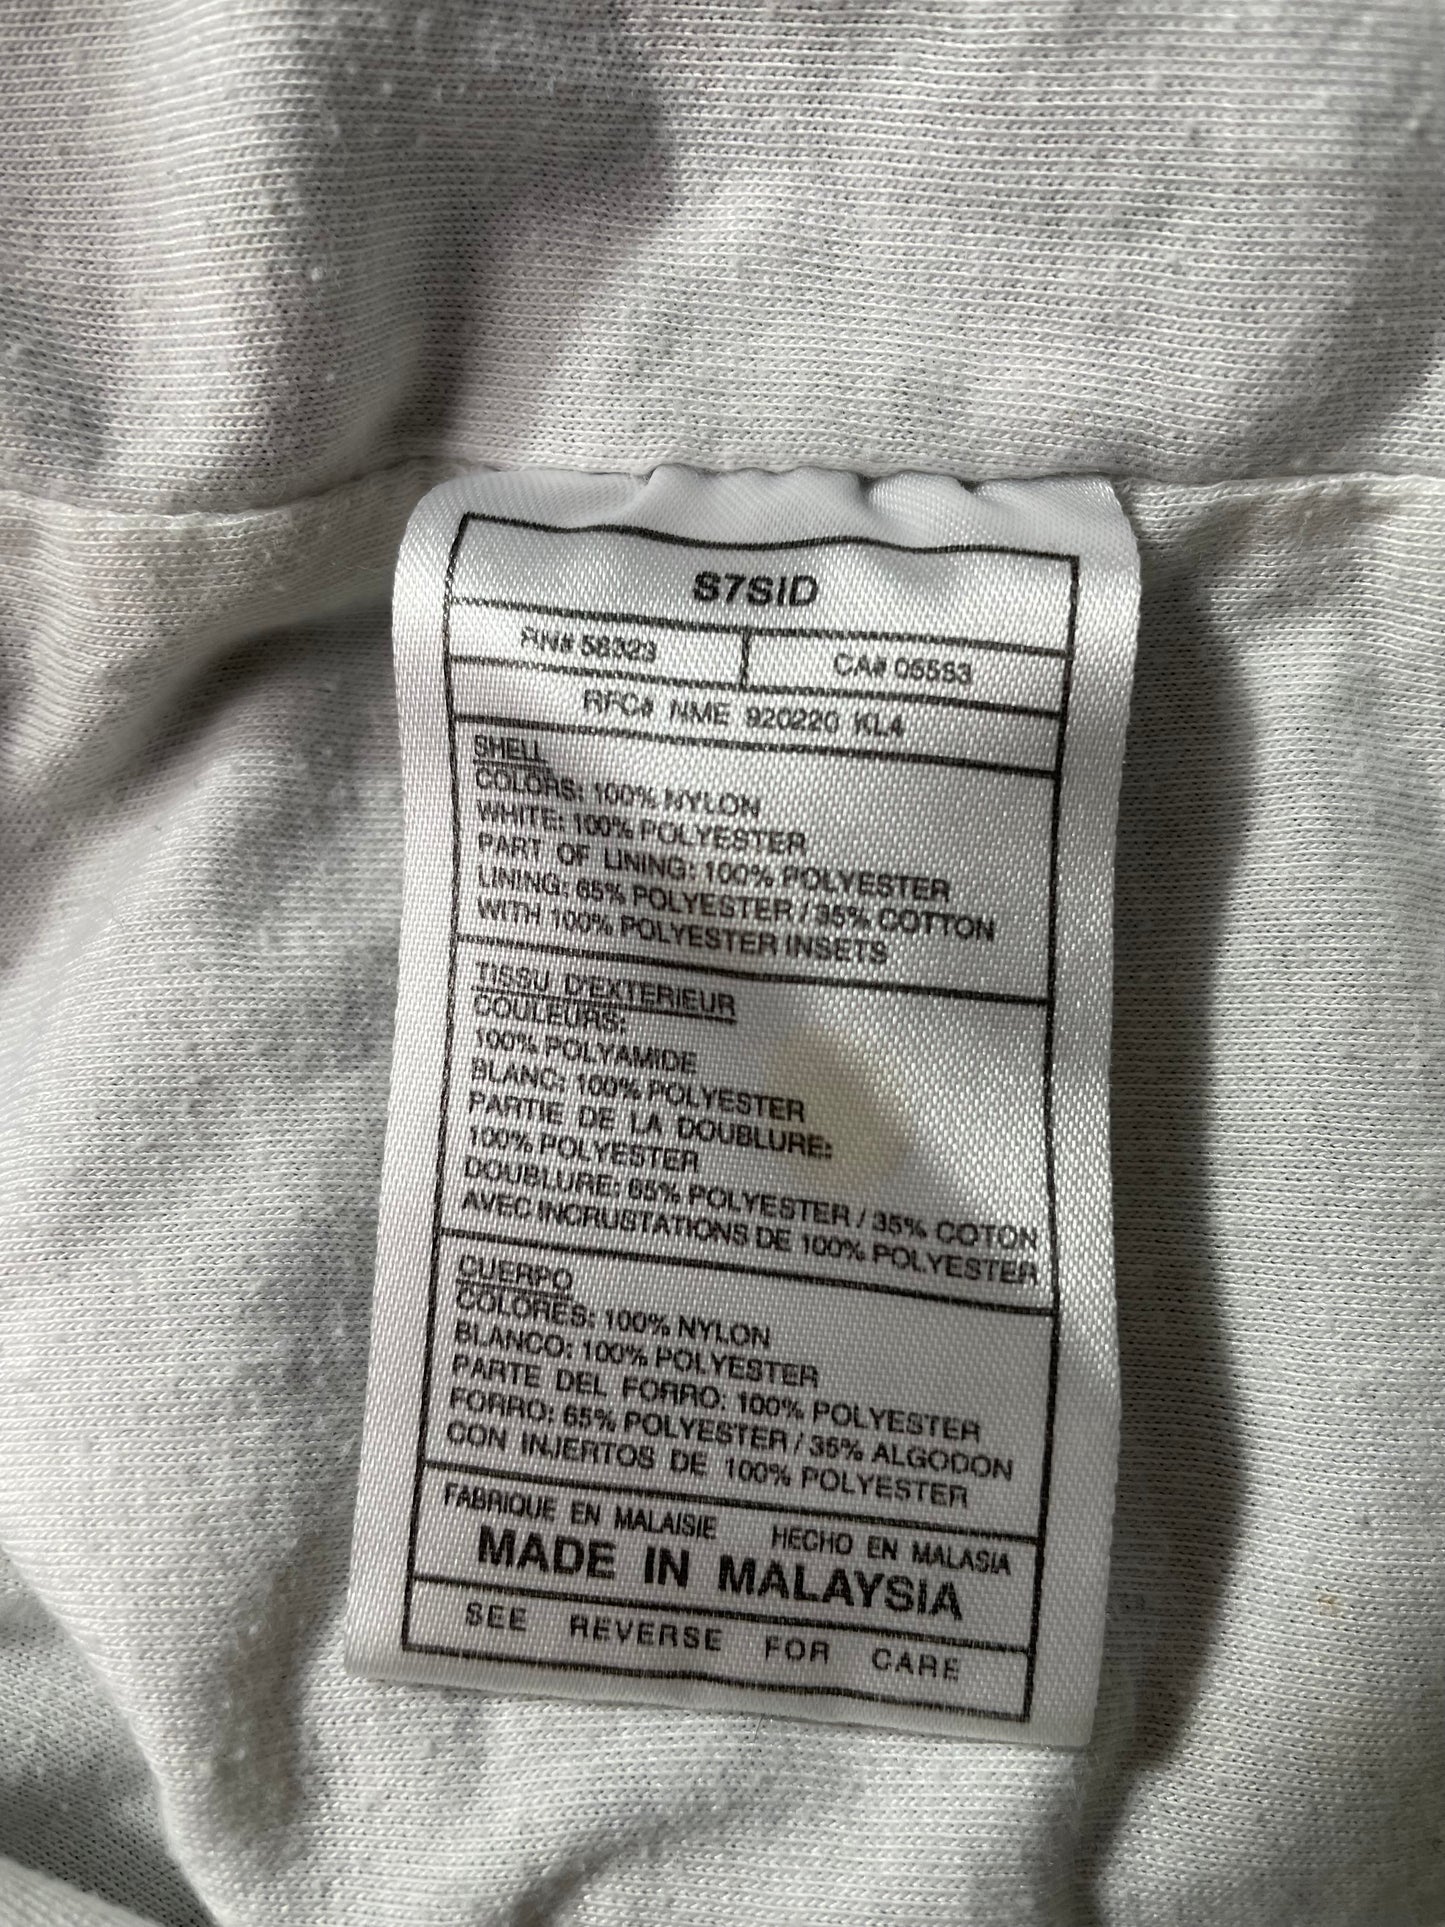 S7SID
RN# 56323 CA# 05553
RFC# NME 920220 KL4
SHELL
COLORS: 100% NYLON
WHITE: 100% POLYESTER
PART OF LINING: 100% POLYESTER
LINING: 65% POLYESTER / 35% COTTON
WITH 100% POLYESTER INSETS
TISSU D'EXTERIEUR
COULEURS:
100% POLYAMIDE
BLANC: 100% POLYESTER
PARTIE DE LA DOUBLURE:
100% POLYESTER
DOUBLURE: 65% POLYESTER / 35% COTON
AVEC INCRUSTATIONS DE 100% POLYESTER
CUERPO
COLORES: 100% NYLON
BLANCO: 100% POLYESTER
PARTE DEL FORRO: 100% POLYESTER
FORRO: 65% POLYESTER / 35% ALGODON
CON INJERTOS DE 100% POLYESTER
FABRIQUE EN MALAISIE HECHO EN MALASIA
MADE IN MALAYSIA
SEE REVERSE FOR CARE